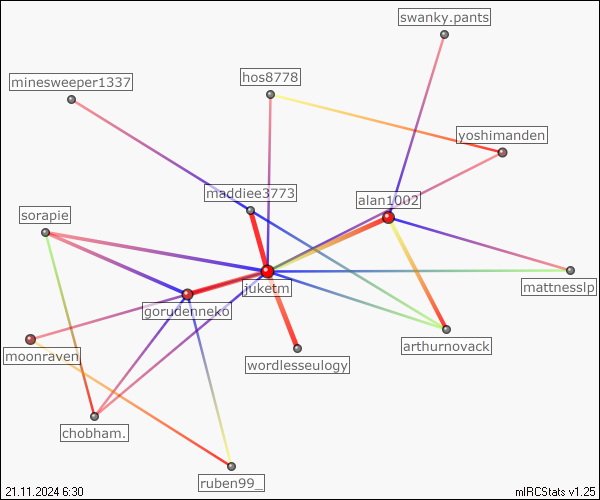 swanky.pants
hos8778
minesweeper1337
yoshimanden
maddiee3773
alan1002
sorapie
juketm
mattnesslp
gorudenneko
arthurnovack
moonraven
wordlesseulogy
chobham.
ruben99_
21.11.2024 6:30
mIRCStats v1.25